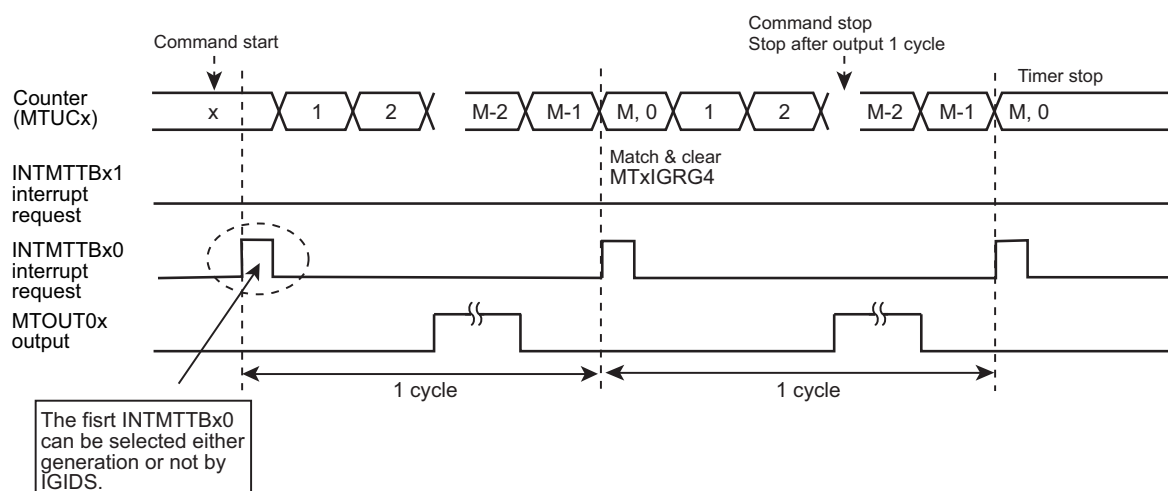 Command stop
Stop after output 1 cycle
Command start
Timer stop
Counter
(MTUCx)
x
1
2
M-2
M-1
M, 0
1
2
M-2
M-1
M, 0
Match & clear
MTxIGRG4
INTMTTBx1
interrupt
request
INTMTTBx0
interrupt
request
MTOUT0x
output
1 cycle
1 cycle
The fisrt INTMTTBx0
can be selected either
generation or not by
IGIDS.